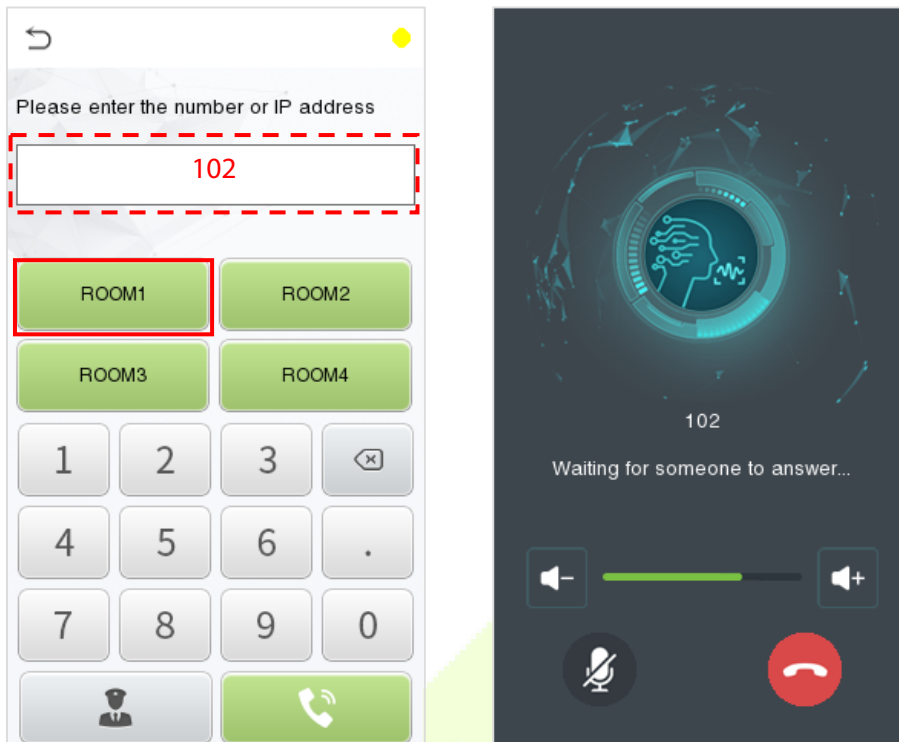 Please enter the number or IP address
102
ROOM1 ROOM2
ROOM3 ROOM4
1 2 3
4 5 6 .
7 8 9 0
102
Waiting for someone to answer...